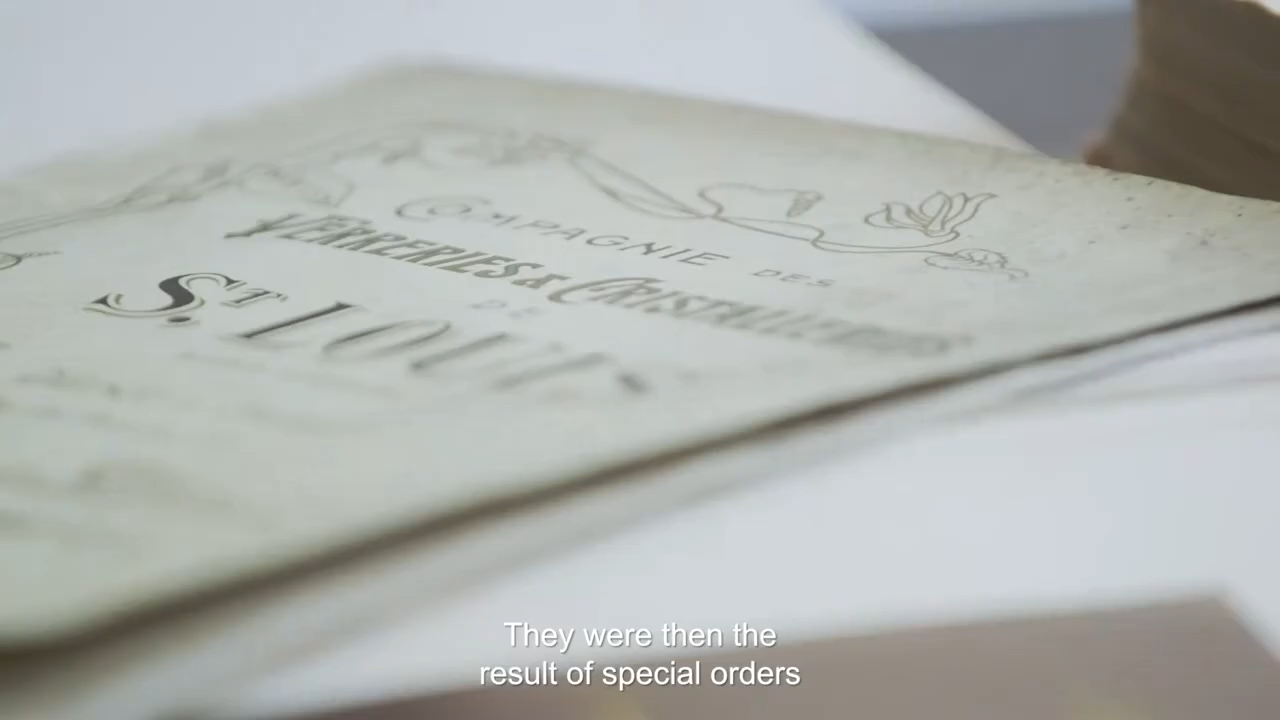 COMPAGNIE DES
VERRERIES & CRISTALLERIES
DE
ST. LOUIS
They were then the
result of special orders